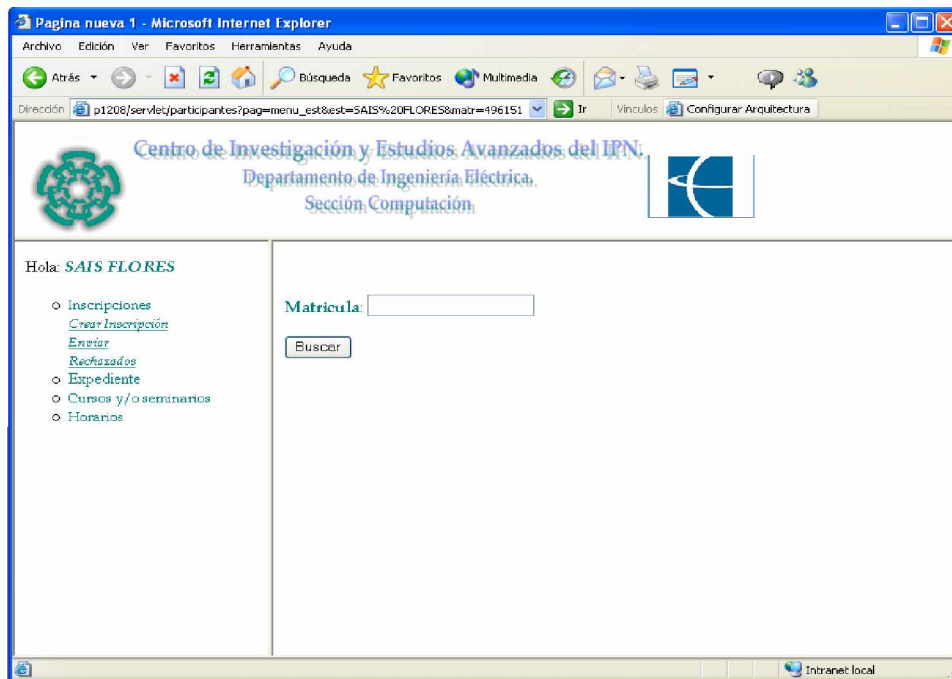 Pagina nueva 1 - Microsoft Internet Explorer
Archivo Edición Ver Favoritos Herramientas Ayuda
Atrás Búsqueda Favoritos Multimedia
Dirección p1208/servlet/participantes?pag=menu_est&est=SAIS%20FLORES&matr=496151 Ir Vínculos Configurar Arquitectura
Centro de Investigación y Estudios Avanzados del IPN.
Departamento de Ingeniería Eléctrica.
Sección Computación
Hola: SAIS FLORES
Inscripciones
Crear Inscripción
Enviar
Rechazados
Expediente
Cursos y/o seminarios
Horarios
Matricula:
Buscar
Intranet local